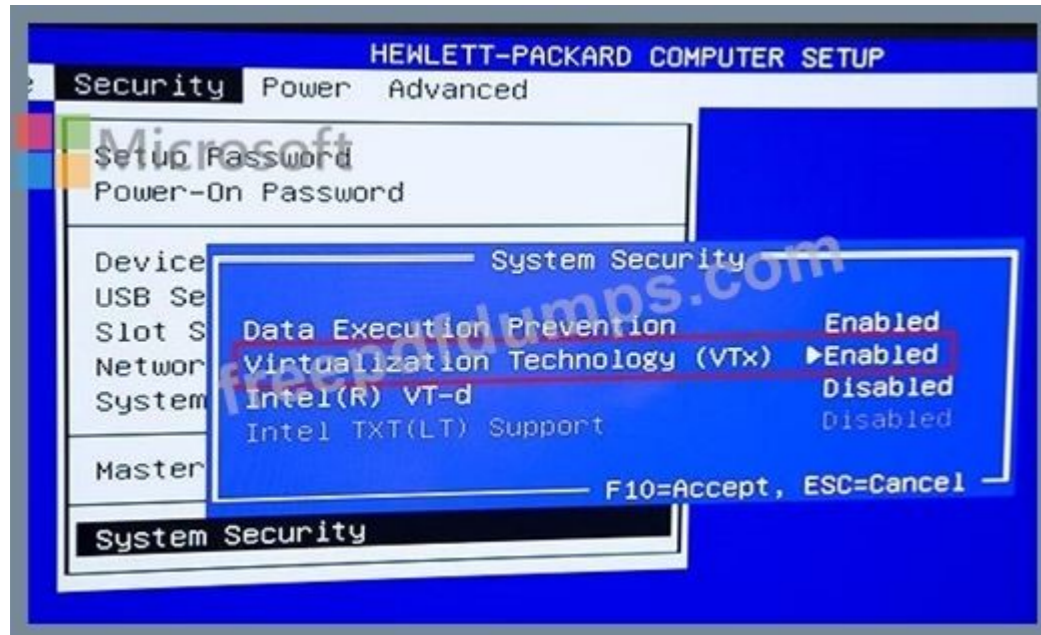 HEWLETT-PACKARD COMPUTER SETUP
Security Power Advanced
Microsoft
Setup Password
Power-On Password
Device
USB Se
Slot S
Networ
System
Master
System Security
System Security
Data Execution Prevention Enabled
Virtualization Technology (VTx) ▶Enabled
Intel(R) VT-d Disabled
Intel TXT(LT) Support Disabled
F10=Accept, ESC=Cancel
freepdfdumps.com